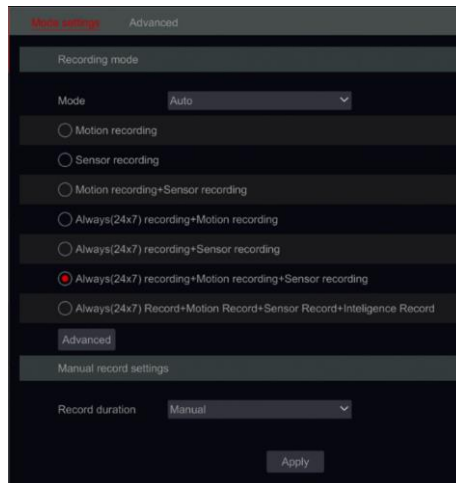 Mode settings Advanced
Recording mode
Mode Auto
Motion recording
Sensor recording
Motion recording+Sensor recording
Always(24x7) recording+Motion recording
Always(24x7) recording+Sensor recording
Always(24x7) recording+Motion recording+Sensor recording
Always(24x7) Record+Motion Record+Sensor Record+Inteligence Record
Advanced
Manual record settings
Record duration Manual
Apply